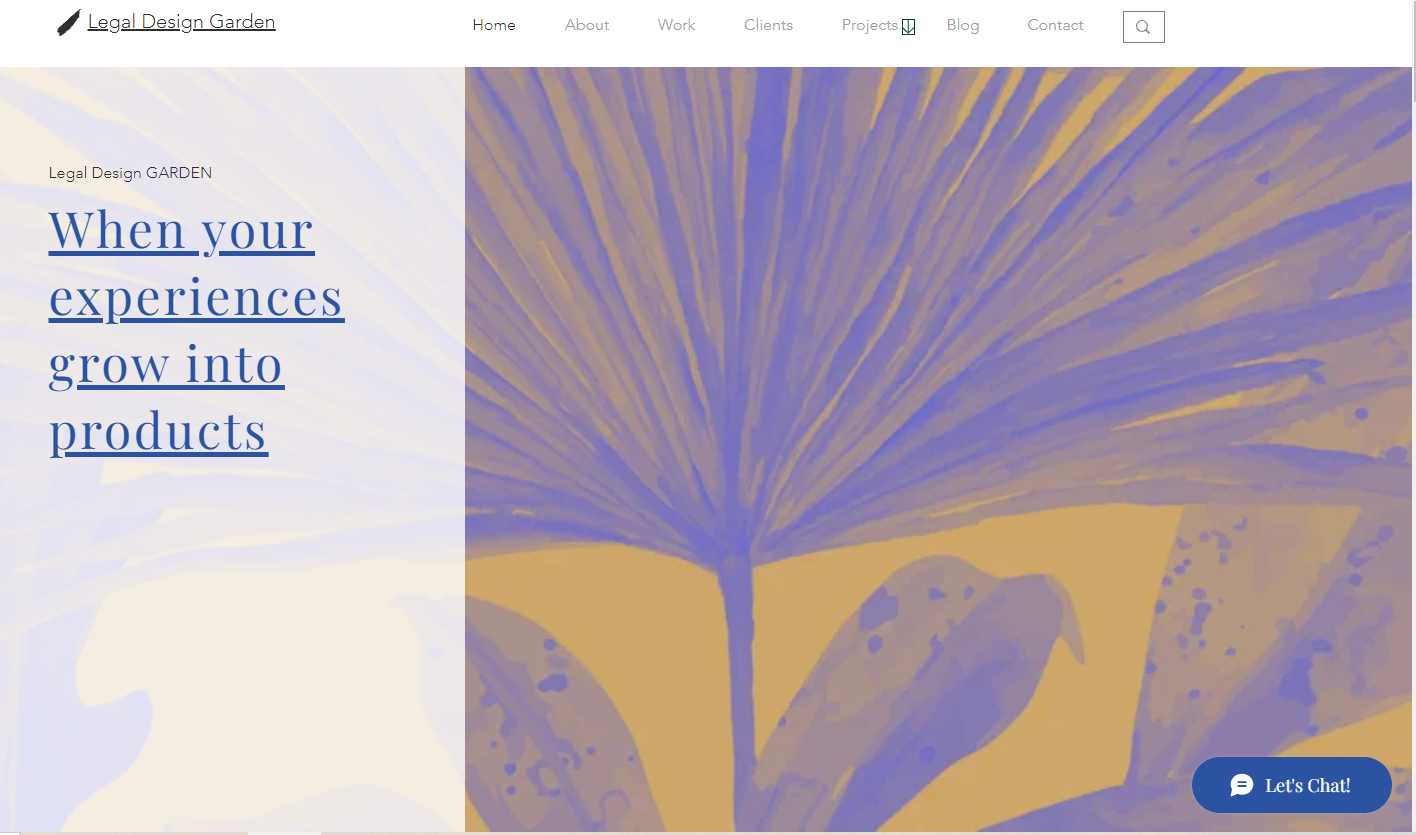 Legal Design Garden
Home About Work Clients Projects Blog Contact
Legal Design GARDEN
When your
experiences
grow into
products
Let's Chat!